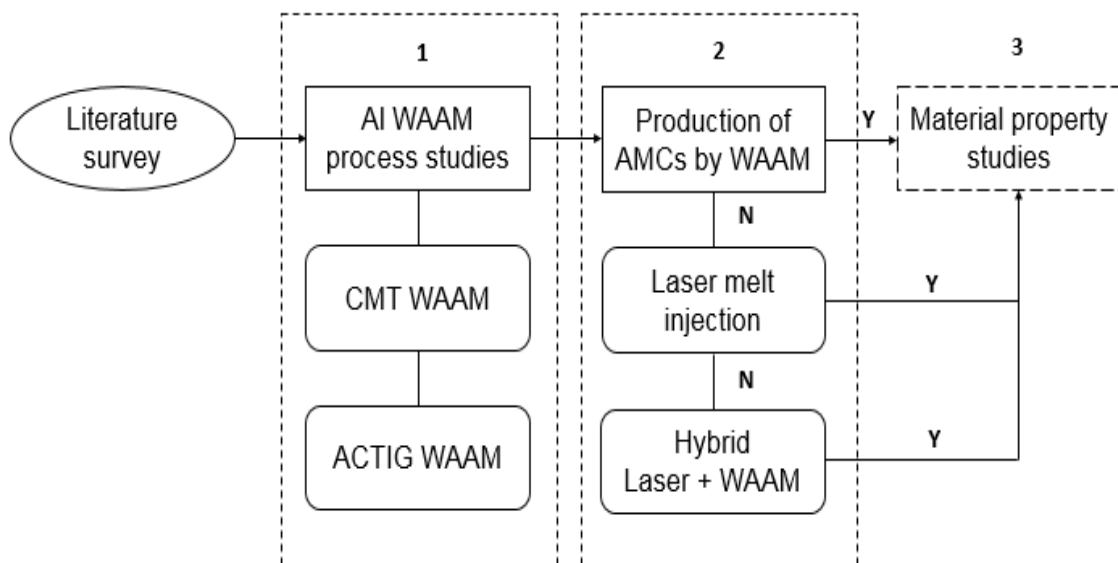 1
2
3
Literature
survey
Al WAAM
process studies
Production of
AMCs by WAAM
Y
Material property
studies
N
CMT WAAM
Laser melt
injection
Y
N
ACTIG WAAM
Hybrid
Laser + WAAM
Y